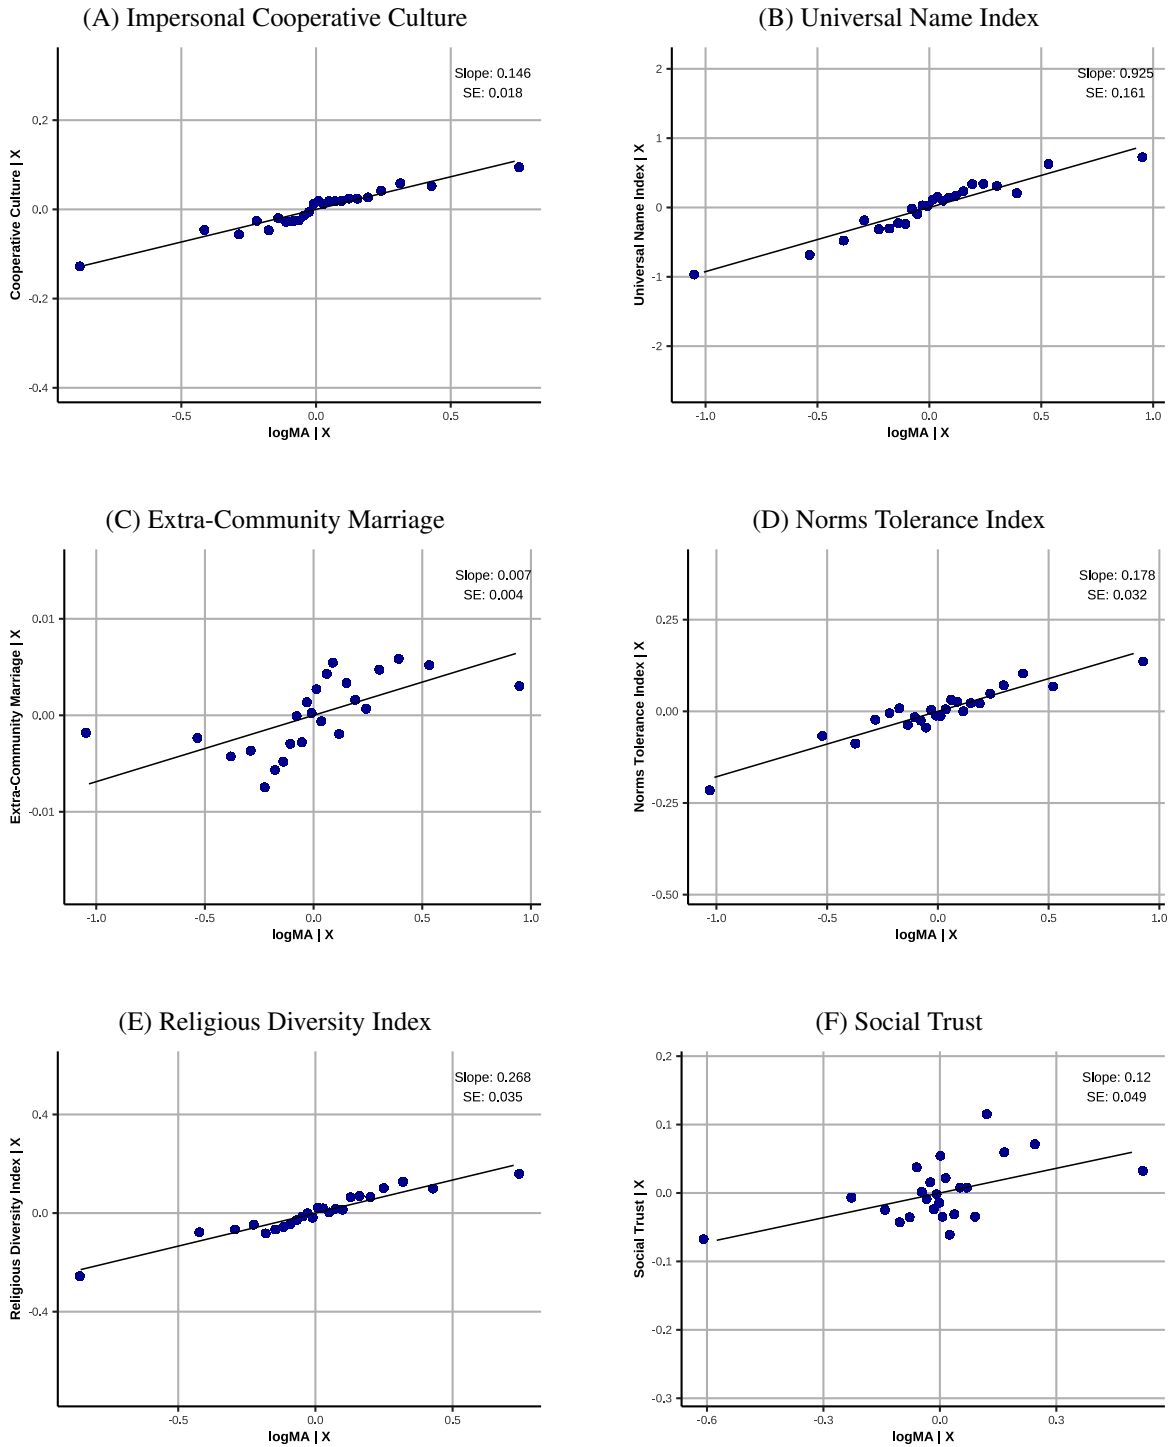 (A) Impersonal Cooperative Culture
Slope: 0.146
SE: 0.018
Cooperative Culture | X
0.2
0.0
-0.2
-0.4
-0.5
0.0
0.5
logMA | X
(B) Universal Name Index
Slope: 0.925
SE: 0.161
Universal Name Index | X
2
1
0
-1
-2
-1.0
-0.5
0.0
0.5
1.0
logMA | X
(C) Extra-Community Marriage
Slope: 0.007
SE: 0.004
Extra-Community Marriage | X
0.01
0.00
-0.01
-1.0
-0.5
0.0
0.5
1.0
logMA | X
(D) Norms Tolerance Index
Slope: 0.178
SE: 0.032
Norms Tolerance Index | X
0.25
0.00
-0.25
-0.50
-1.0
-0.5
0.0
0.5
1.0
logMA | X
(E) Religious Diversity Index
Slope: 0.268
SE: 0.035
Religious Diversity Index | X
0.4
0.0
-0.4
-0.5
0.0
0.5
logMA | X
(F) Social Trust
Slope: 0.12
SE: 0.049
Social Trust | X
0.2
0.1
0.0
-0.1
-0.2
-0.3
-0.6
-0.3
0.0
0.3
logMA | X